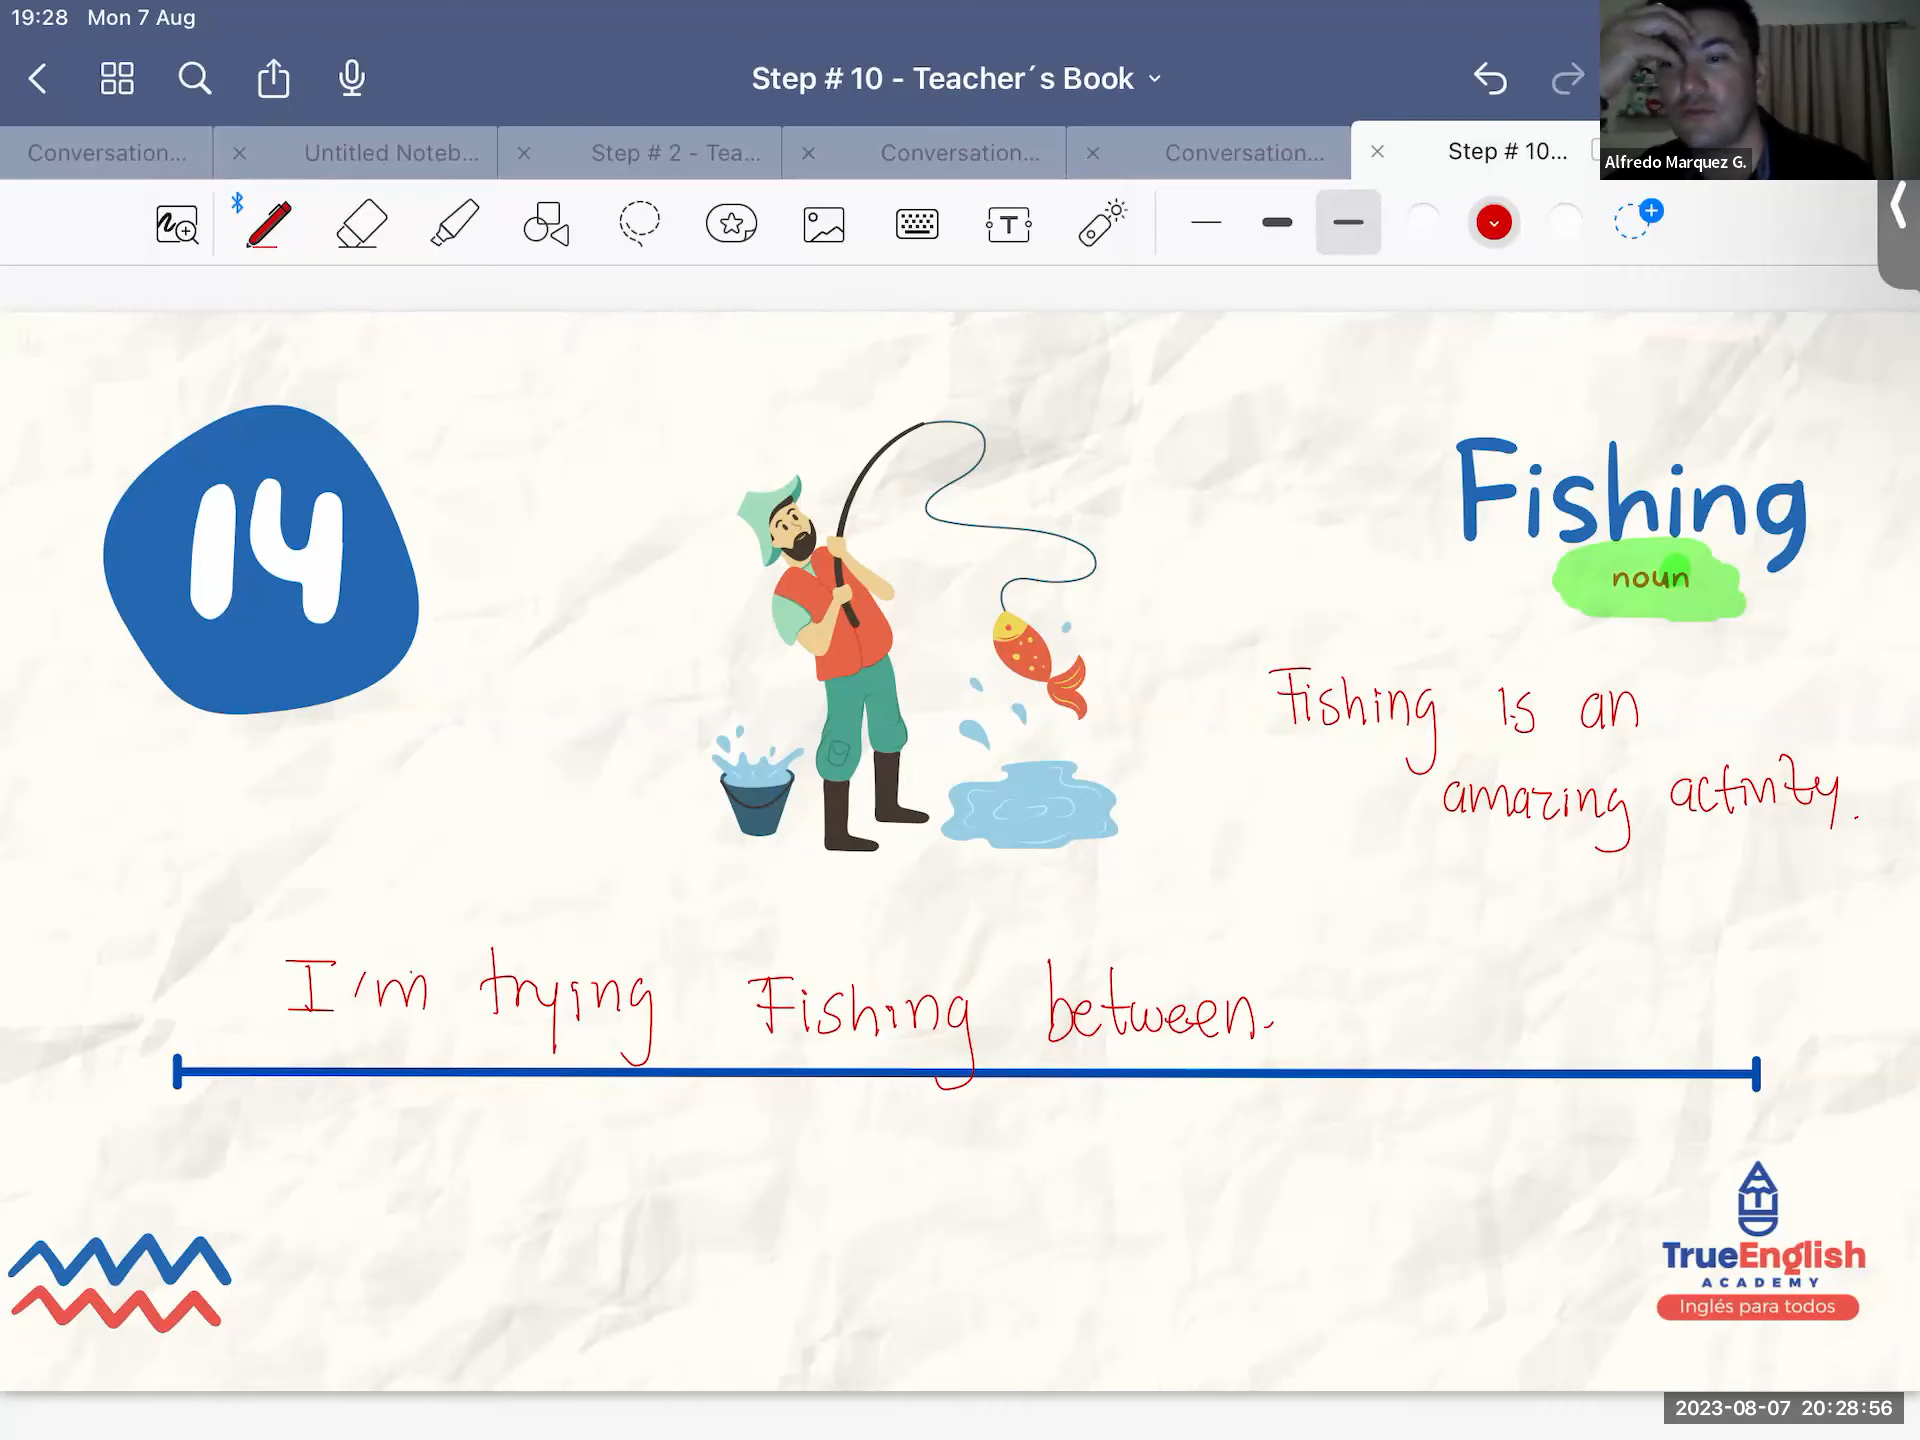 19:28 Mon 7 Aug
Step # 10 - Teacher´s Book
Conversation...
Untitled Noteb...
Step # 2 - Tea...
Conversation...
Conversation...
Step # 10...
Alfredo Marquez G.
T
14
Fishing
noun
Fishing is an
amazing activity.
I'm trying Fishing between.
TrueEnglish
ACADEMY
Inglés para todos
2023-08-07 20:28:56